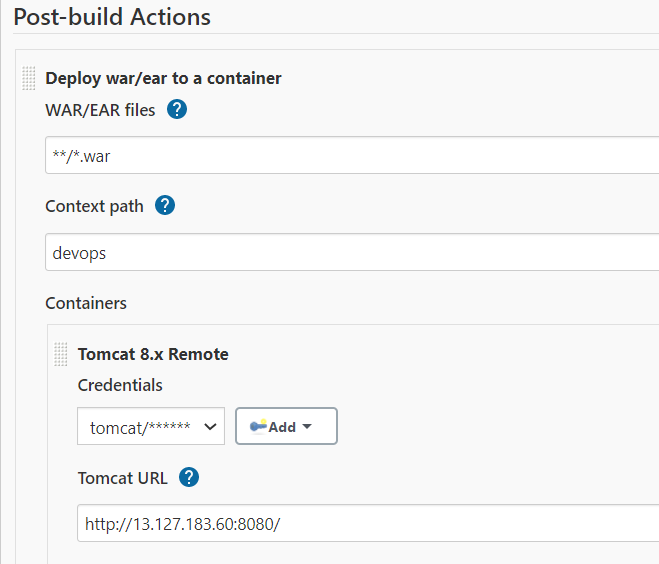 Post-build Actions
Deploy war/ear to a container
WAR/EAR files ?
**/*.war
Context path ?
devops
Containers
Tomcat 8.x Remote
Credentials
tomcat/****** Add
Tomcat URL ?
http://13.127.183.60:8080/